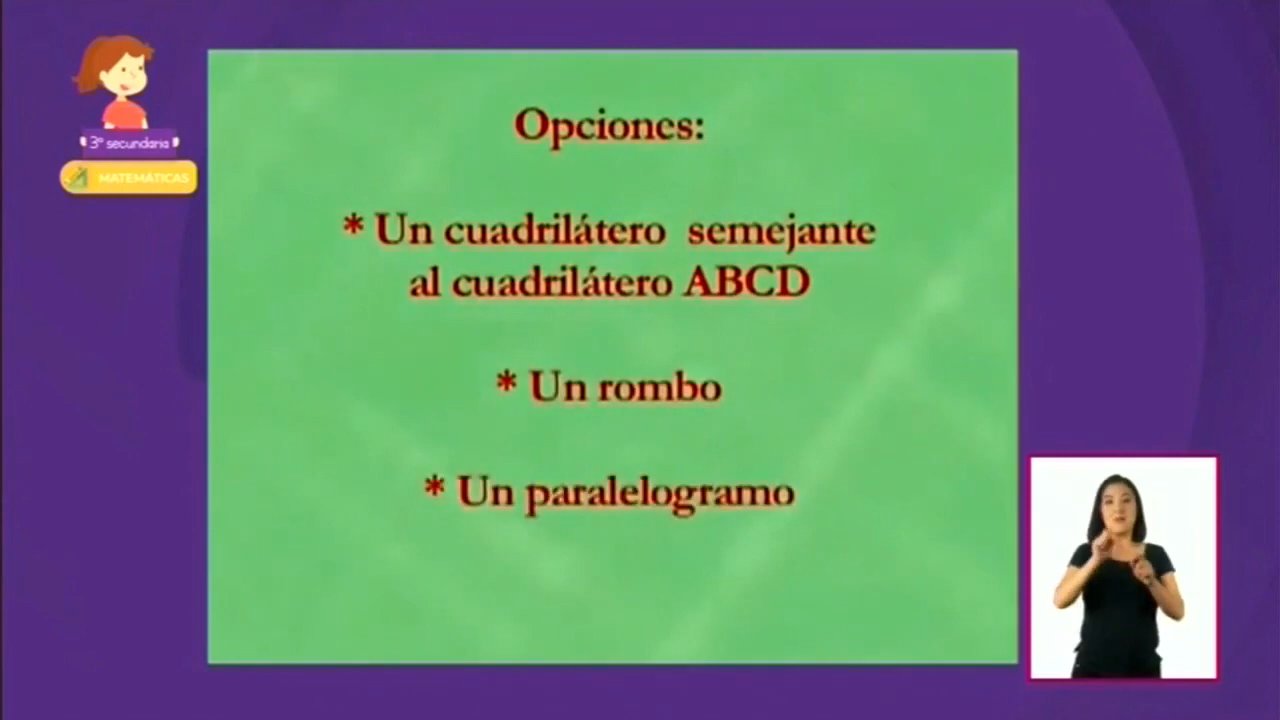 3° secundaria
MATEMÁTICAS
Opciones:
* Un cuadrilátero semejante
al cuadrilátero ABCD
* Un rombo
* Un paralelogramo